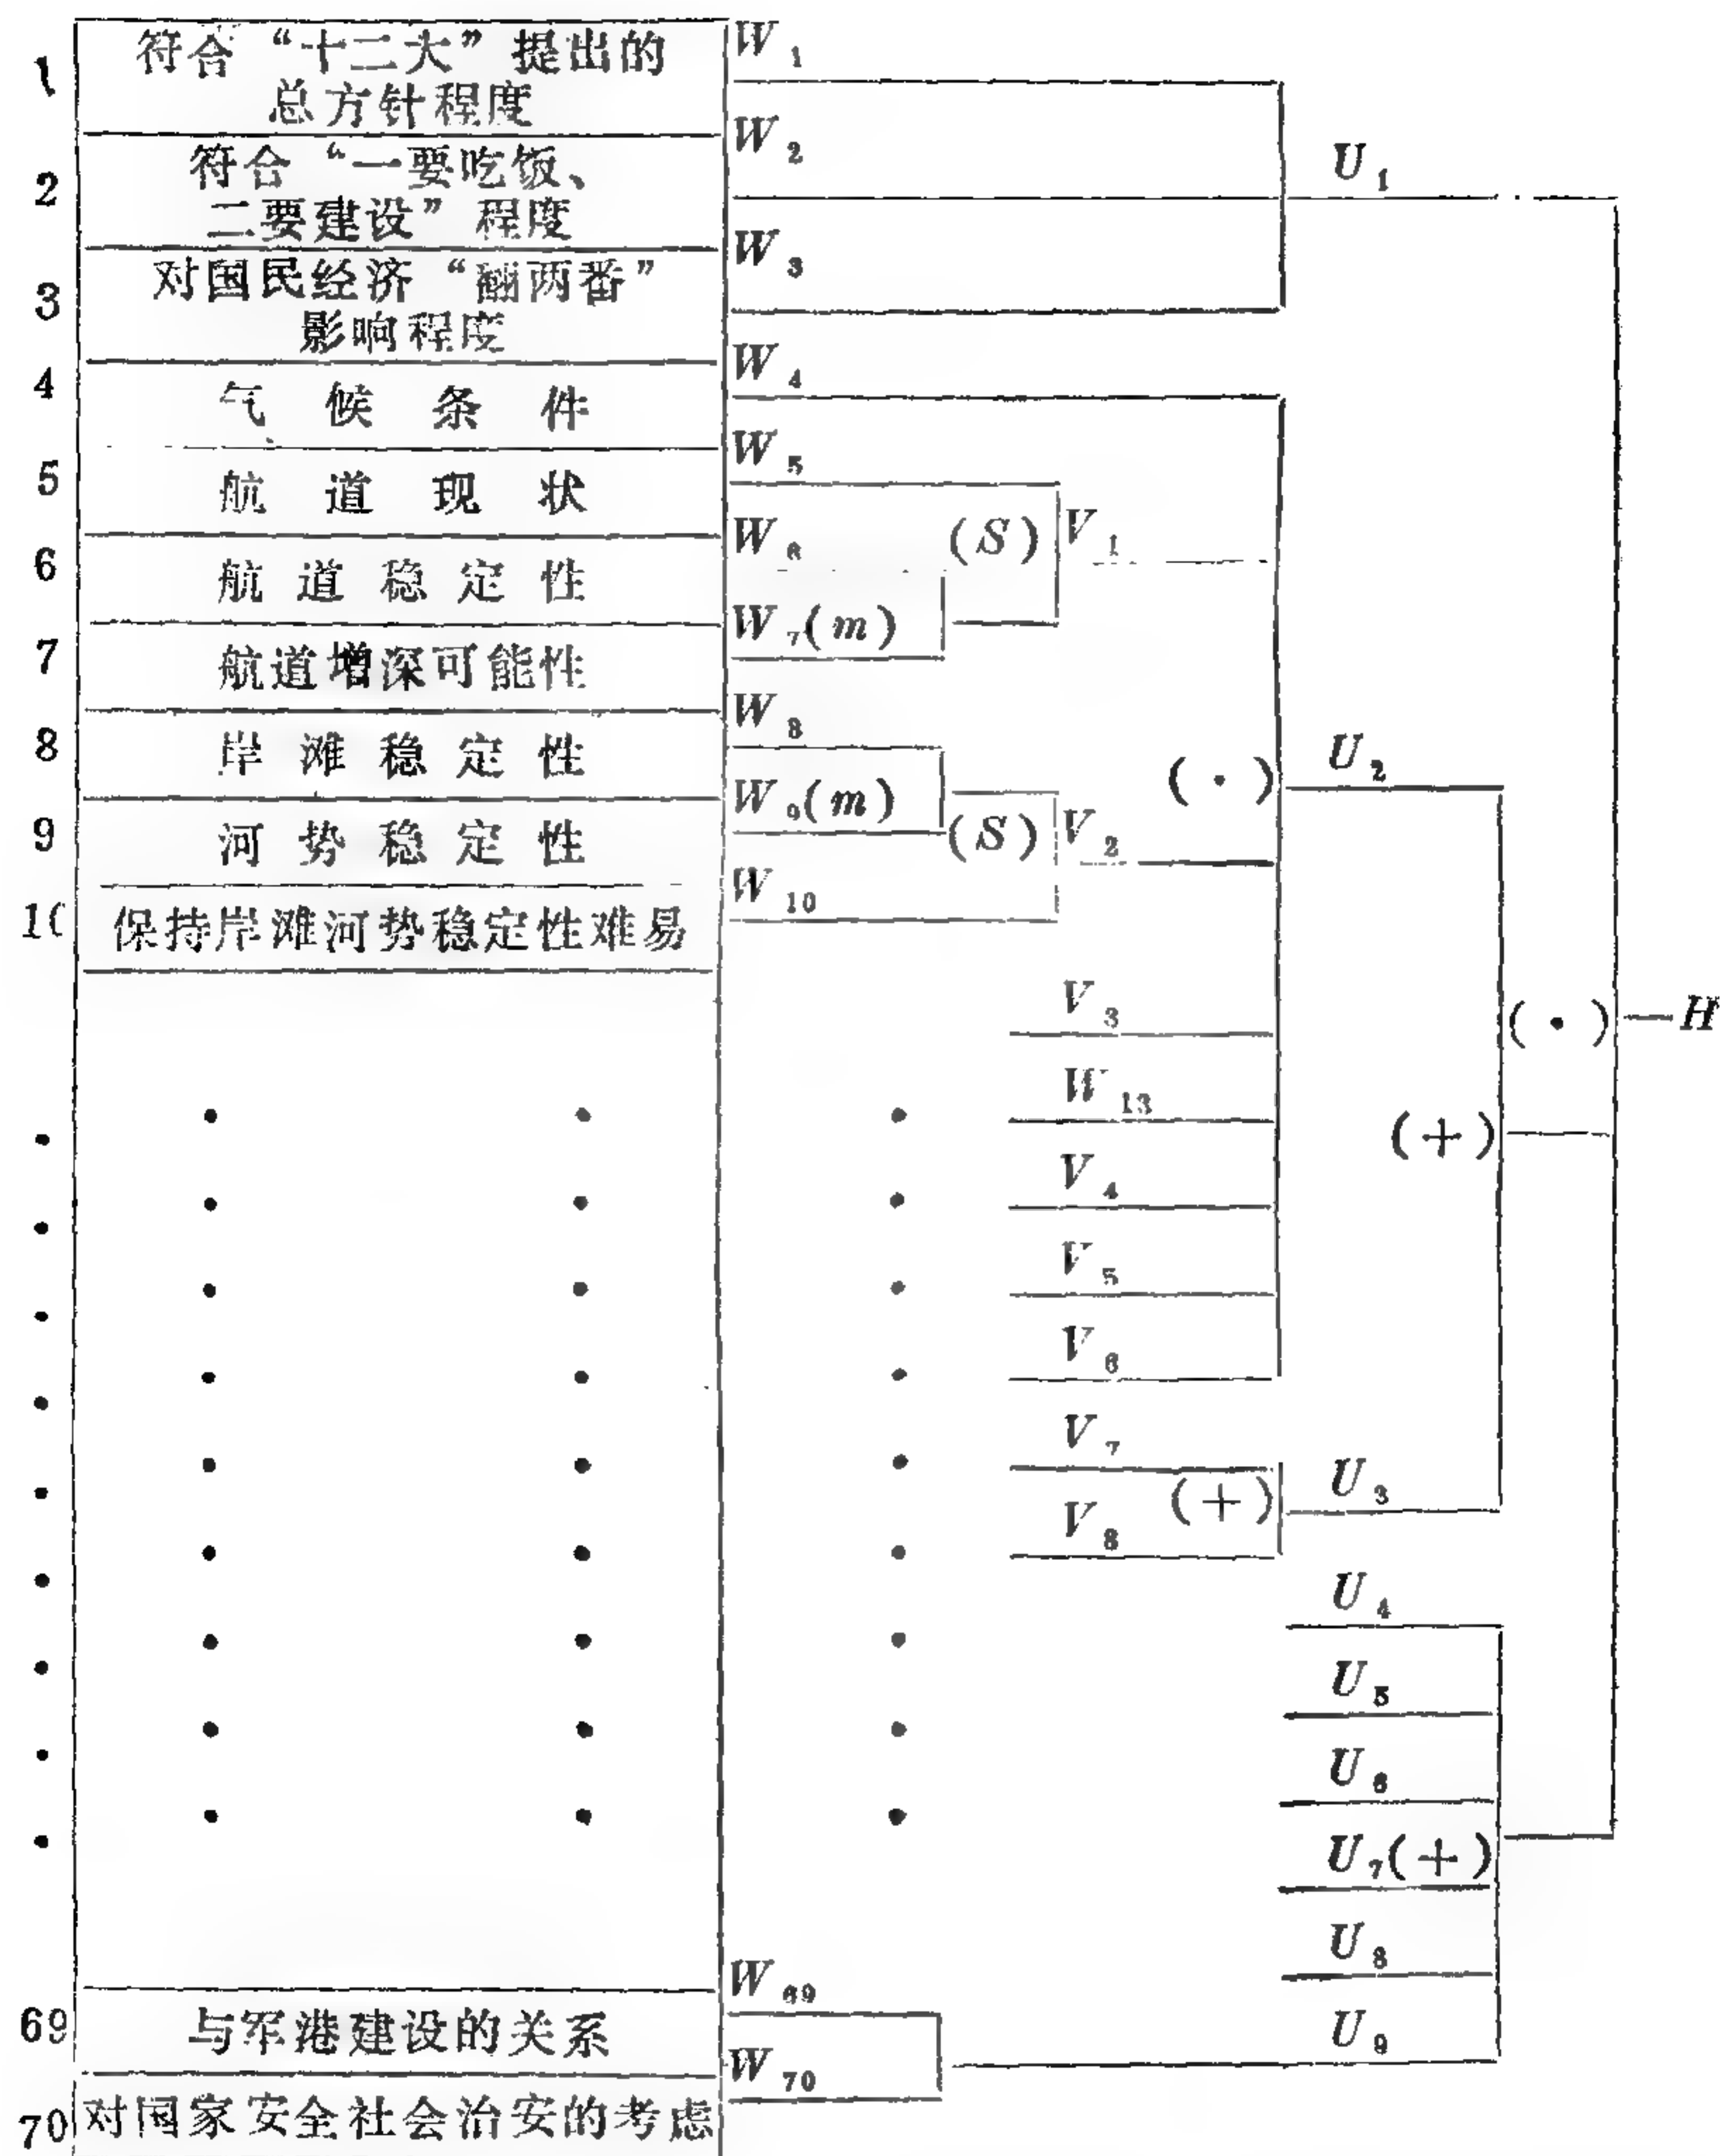 1 符合“十二大”提出的 W₁
总方针程度
2 符合“一要吃饭、 W₂ U₁
二要建设”程度
3 对国民经济“翻两番” W₃
影响程度
4 气候条件 W₄
5 航道现状 W₅
6 航道稳定性 W₆ (S) V₁
7 航道增深可能性 W₇(m)
8 岸滩稳定性 W₈ (·) U₂
9 河势稳定性 W₉(m) (S) V₂
10 保持岸滩河势稳定性难易 W₁₀
V₃ (·) H
W₁₃
(+)
V₄
V₅
V₆
V₇
(+) U₃
V₈
U₄
U₅
U₆
U₇(+)
U₈
69 与军港建设的关系 W₆₉
U₉
70 对国家安全社会治安的考虑 W₇₀